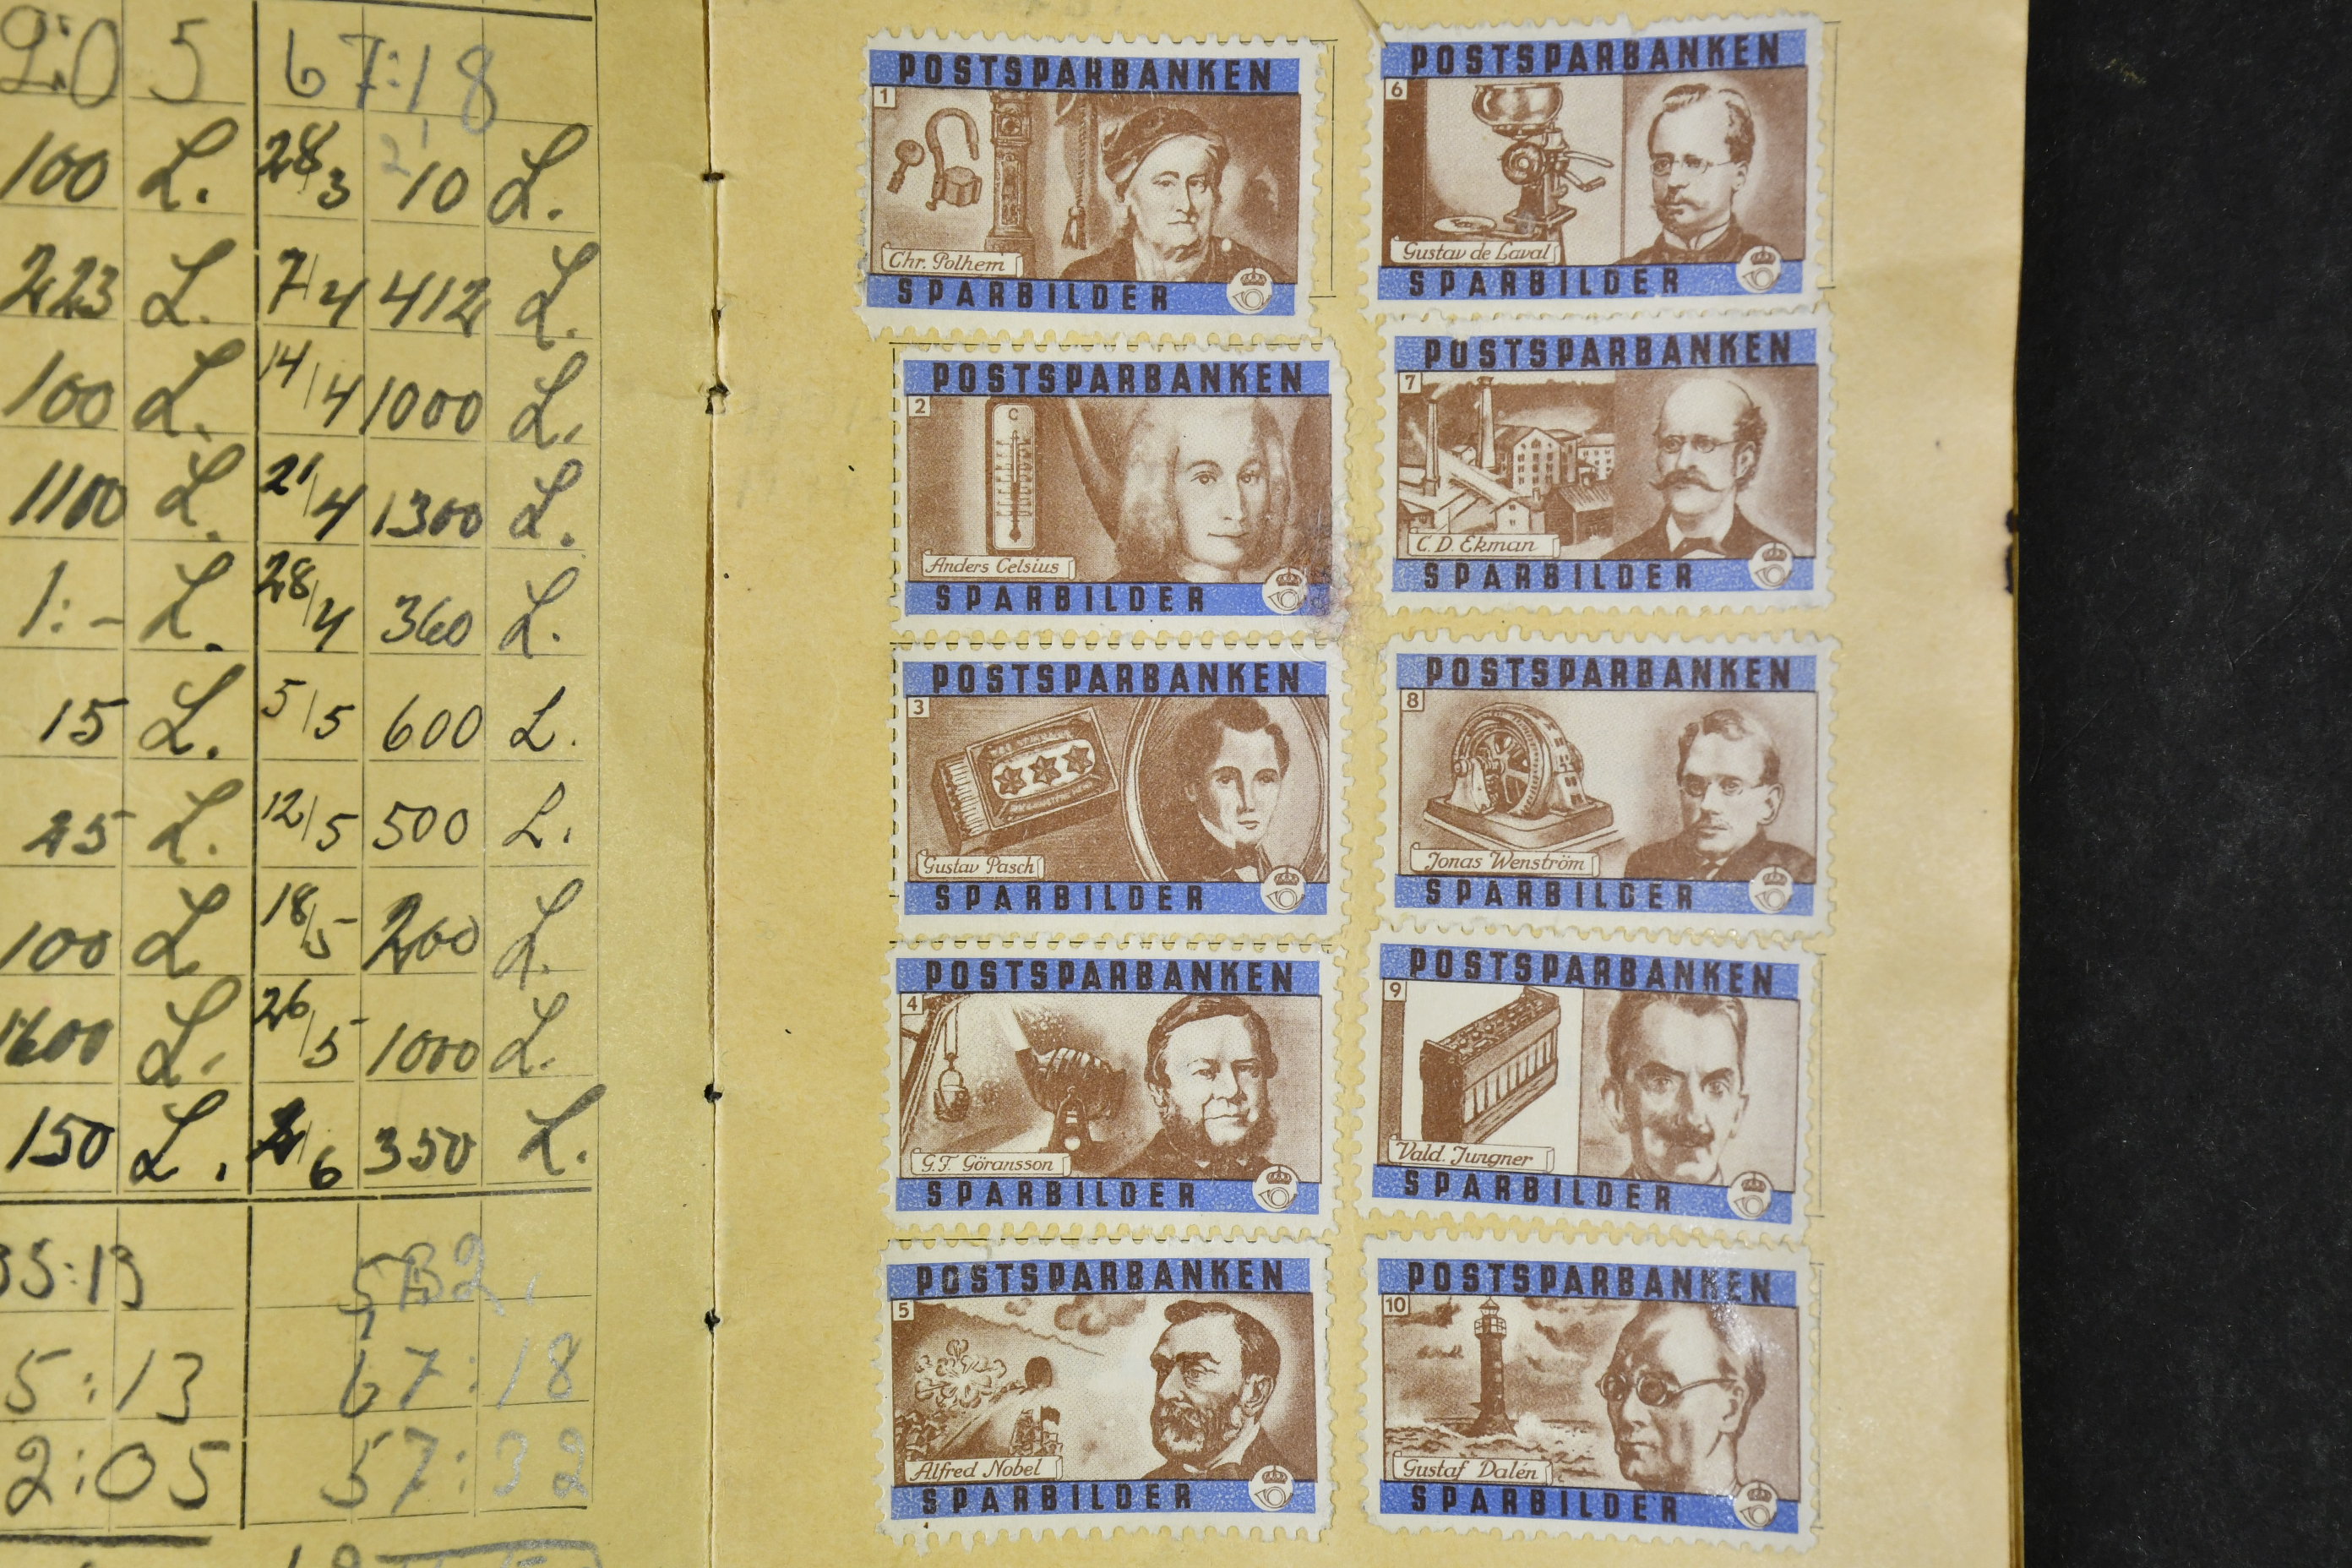 2:05 67:18
100 L. 28/3 10 L.
223 L. 7/4 412 L.
100 L. 14/4 1000 L.
1100 L. 21/4 1300 L.
1:- L. 28/4 360 L.
15 L. 5/5 600 L.
25 L. 12/5 500 L.
100 L 18/5 200 L.
1600 L. 26/5 1000 L.
150 L. 2/6 350 L.
35:13
5:13 67:18
2:05 57:32
POSTSPARBANKEN
1
Chr. Polhem
SPARBILDER
POSTSPARBANKEN
2
C
Anders Celsius
SPARBILDER
POSTSPARBANKEN
3
Gustav Pasch
SPARBILDER
POSTSPARBANKEN
4
G.F. Göransson
SPARBILDER
POSTSPARBANKEN
5
Alfred Nobel
SPARBILDER
POSTSPARBANKEN
6
Gustav de Laval
SPARBILDER
POSTSPARBANKEN
7
C. D. Ekman
SPARBILDER
POSTSPARBANKEN
8
Jonas Wenström
SPARBILDER
POSTSPARBANKEN
9
Vald. Jungner
SPARBILDER
POSTSPARBANKEN
10
Gustaf Dalén
SPARBILDER